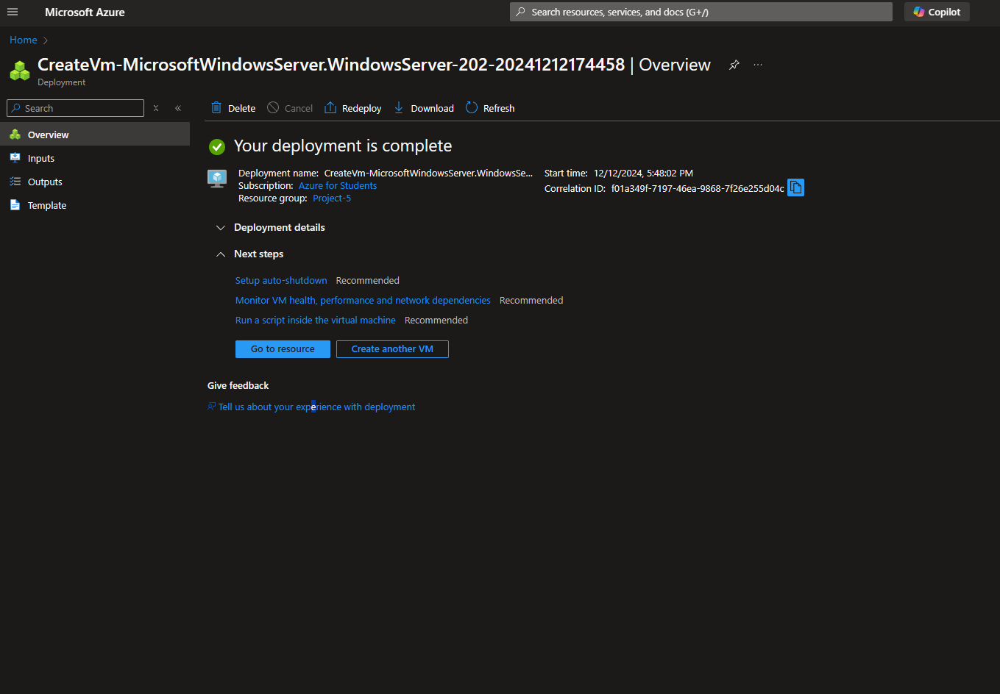 Microsoft Azure
Search resources, services, and docs (G+/)
Copilot
Home
CreateVm-MicrosoftWindowsServer.WindowsServer-202-20241212174458 | Overview
Deployment
Search
Overview
Inputs
Outputs
Template
Delete
Cancel
Redeploy
Download
Refresh
Your deployment is complete
Deployment name: CreateVm-MicrosoftWindowsServer.WindowsSe...
Subscription: Azure for Students
Resource group: Project-5
Start time: 12/12/2024, 5:48:02 PM
Correlation ID: f01a349f-7197-46ea-9868-7f26e255d04c
Deployment details
Next steps
Setup auto-shutdown Recommended
Monitor VM health, performance and network dependencies Recommended
Run a script inside the virtual machine Recommended
Go to resource
Create another VM
Give feedback
Tell us about your experience with deployment